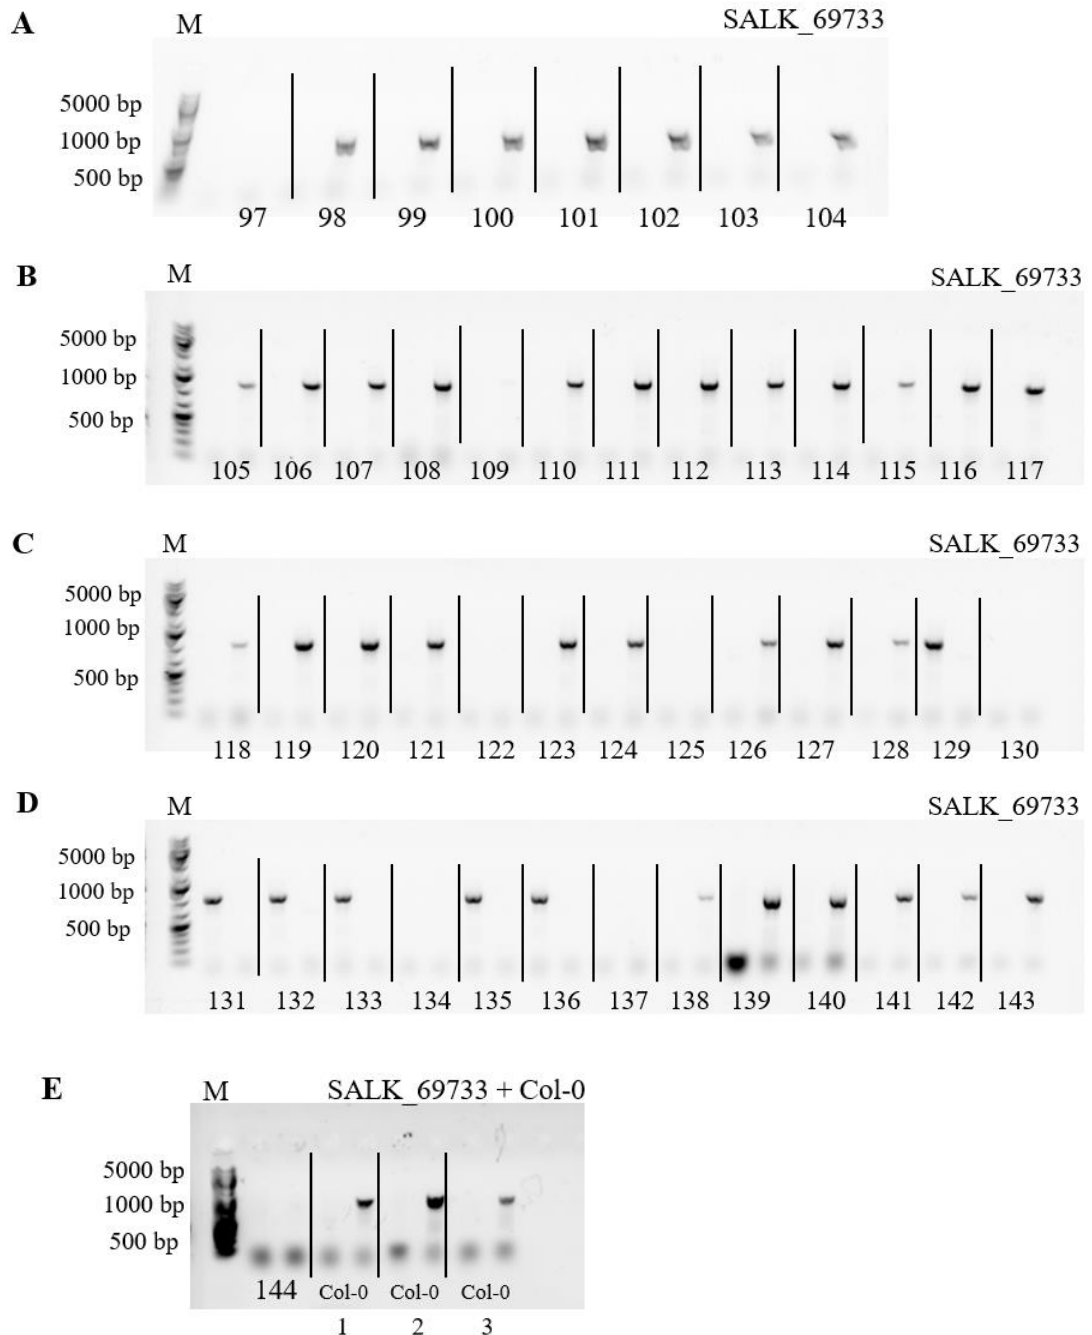 A M SALK_69733
5000 bp
1000 bp
500 bp
97 98 99 100 101 102 103 104
B M SALK_69733
5000 bp
1000 bp
500 bp
105 106 107 108 109 110 111 112 113 114 115 116 117
C M SALK_69733
5000 bp
1000 bp
500 bp
118 119 120 121 122 123 124 125 126 127 128 129 130
D M SALK_69733
5000 bp
1000 bp
500 bp
131 132 133 134 135 136 137 138 139 140 141 142 143
E M SALK_69733 + Col-0
5000 bp
1000 bp
500 bp
144 Col-0 Col-0 Col-0
1 2 3